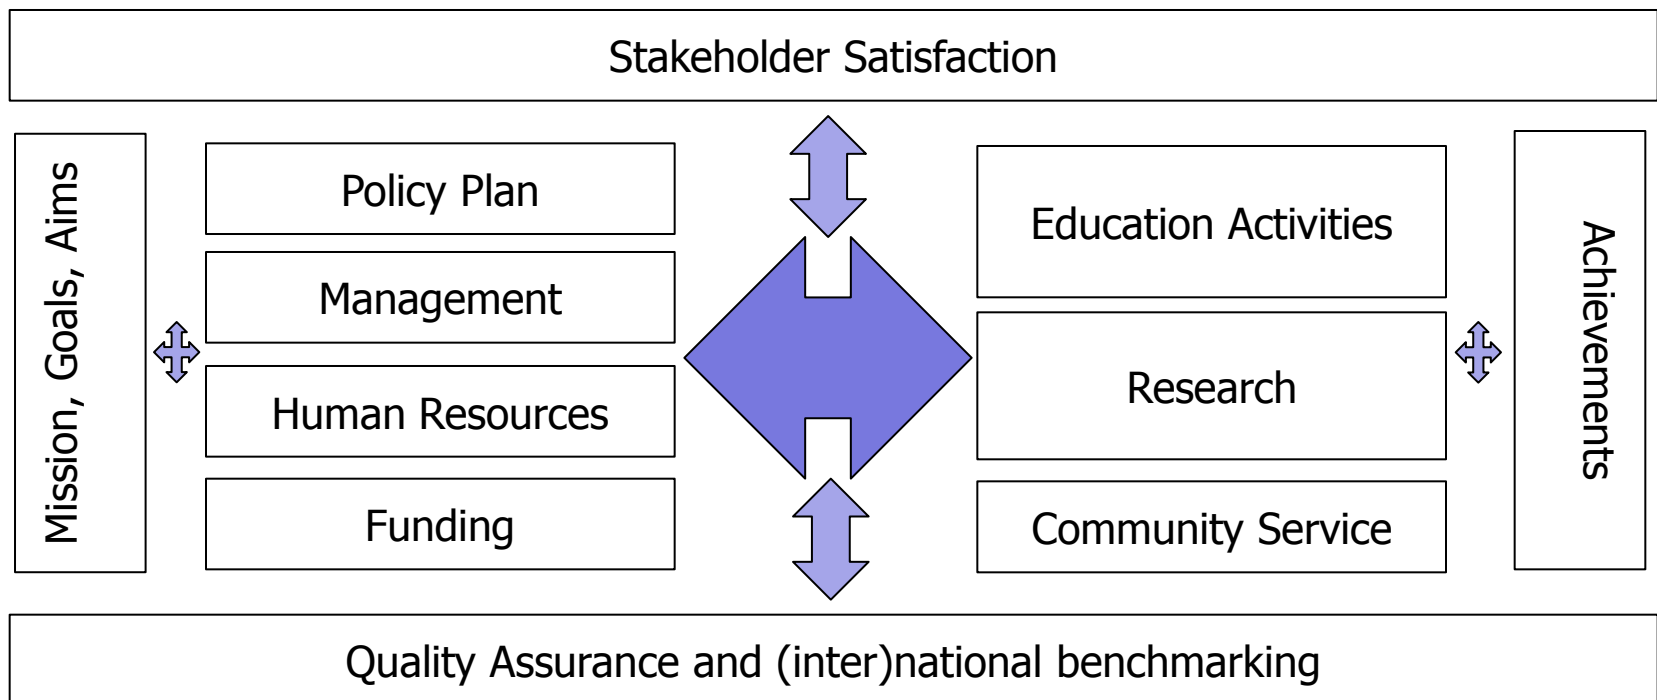 Stakeholder Satisfaction
Mission, Goals, Aims
Policy Plan
Management
Human Resources
Funding
Education Activities
Research
Community Service
Achievements
Quality Assurance and (inter)national benchmarking